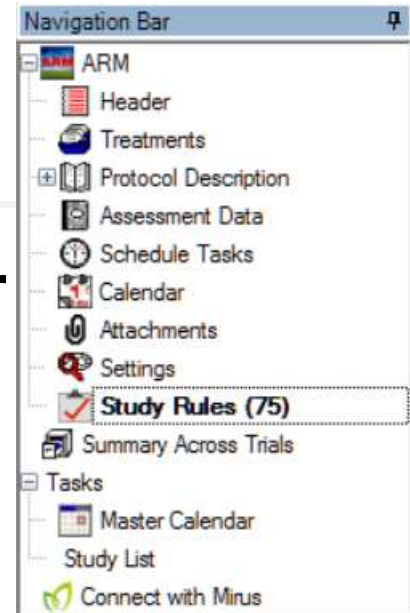 Navigation Bar
ARM ARM
Header
Treatments
Protocol Description
Assessment Data
Schedule Tasks
Calendar
Attachments
Settings
Study Rules (75)
Summary Across Trials
Tasks
Master Calendar
Study List
Connect with Mirus